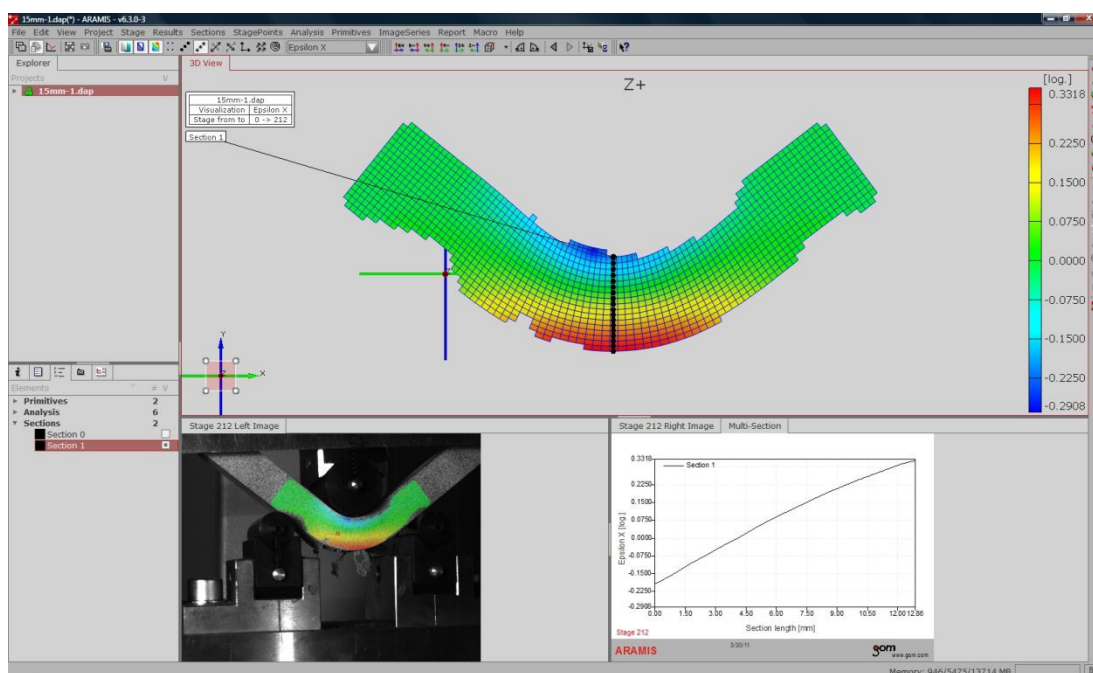 15mm-1.dap(*) - ARAMIS - v6.3.0-3
File Edit View Project Stage Results Sections StagePoints Analysis Primitives ImageSeries Report Macro Help
Epsilon X
Explorer
Projects V
15mm-1.dap
3D View
Z+
15mm-1.dap
Visualization Epsilon X
Stage from to 0 -> 212
Section 1
[log.]
0.3318
0.2250
0.1500
0.0750
0.0000
-0.0750
-0.1500
-0.2250
-0.2908
Y
Z
X
Elements ? # V
Primitives 2
Analysis 6
Sections 2
Section 0
Section 1
Stage 212 Left Image
Stage 212 Right Image Multi-Section
Section 1
Epsilon X [log.]
0.3318
0.2250
0.1500
0.0750
0.0000
-0.0750
-0.1500
-0.2250
-0.2908
0.00 1.50 3.00 4.50 6.00 7.50 9.00 10.50 12.00 12.86
Section length [mm]
Stage 212
ARAMIS 3/30/11 gom
www.gom.com
Memory: 946/5475/13714 MB